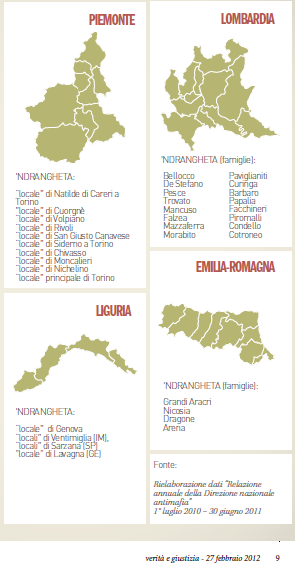 PIEMONTE
'NDRANGHETA:
"locale" di Natilde di Careri a
Torino
"locale" di Cuorgnè
"locale" di Volpiano
"locale" di Rivoli
"locale" di San Giusto Canavese
"locale" di Siderno a Torino
"locale" di Chivasso
"locale" di Moncalieri
"locale" di Nichelino
"locale" principale di Torino
LOMBARDIA
'NDRANGHETA (famiglie):
Bellocco
De Stefano
Pesce
Trovato
Mancuso
Falzea
Mazzaferra
Morabito
Paviglianiti
Curinga
Barbaro
Papalia
Facchineri
Piromalli
Condello
Cotroneo
LIGURIA
'NDRANGHETA:
"locale" di Genova
"locali" di Ventimiglia (IM),
"locali" di Sarzana (SP)
"locale" di Lavagna (GE)
EMILIA-ROMAGNA
'NDRANGHETA (famiglie):
Grandi Aracri
Nicosia
Dragone
Arena
Fonte:
Rielaborazione dati "Relazione
annuale della Direzione nazionale
antimafia"
1° luglio 2010 – 30 giugno 2011
verità e giustizia - 27 febbraio 2012 9